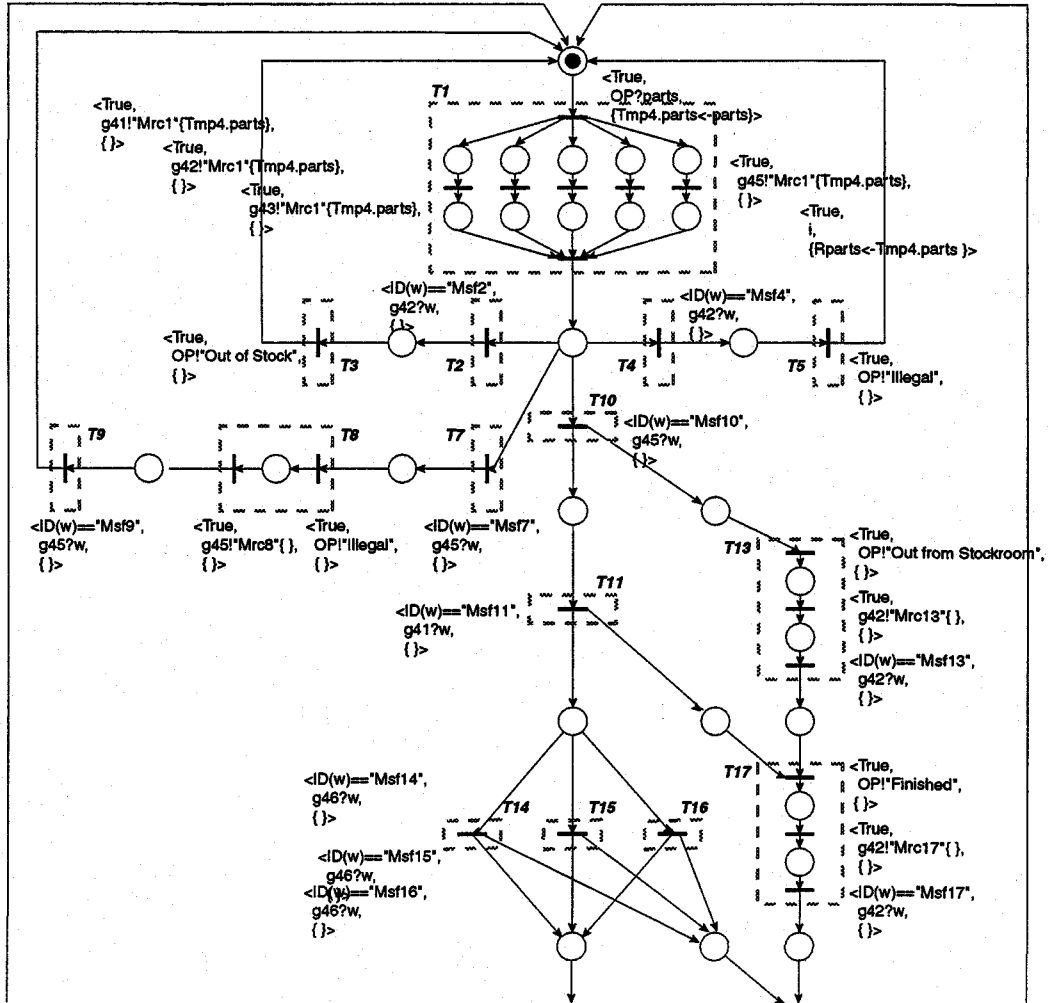 <True,
OP?parts,
{Tmp4.parts<-parts}>
T1
<True,
g41!"Mrc1"{Tmp4.parts},
{ }>
<True,
g42!"Mrc1"{Tmp4.parts},
{ }>
<True,
g43!"Mrc1"{Tmp4.parts},
{ }>
<True,
g45!"Mrc1"{Tmp4.parts},
{ }>
<True,
i,
{Rparts<-Tmp4.parts }>
<ID(w)=="Msf2",
g42?w,
{ }>
<ID(w)=="Msf4",
g42?w,
{ }>
<True,
OP!"Out of Stock",
{ }>
T3
T2
T4
T5
<True,
OP!"Illegal",
{ }>
T10
<ID(w)=="Msf10",
g45?w,
{ }>
T9
T8
T7
<ID(w)=="Msf9",
g45?w,
{ }>
<True,
g45!"Mrc8"{ },
{ }>
<True,
OP!"Illegal",
{ }>
<ID(w)=="Msf7",
g45?w,
{ }>
T13
<True,
OP!"Out from Stockroom",
{ }>
<True,
g42!"Mrc13"{ },
{ }>
<ID(w)=="Msf13",
g42?w,
{ }>
T11
<ID(w)=="Msf11",
g41?w,
{ }>
T17
<True,
OP!"Finished",
{ }>
<True,
g42!"Mrc17"{ },
{ }>
<ID(w)=="Msf17",
g42?w,
{ }>
<ID(w)=="Msf14",
g46?w,
{ }>
T14
T15
T16
<ID(w)=="Msf15",
g46?w,
{ }>
<ID(w)=="Msf16",
g46?w,
{ }>